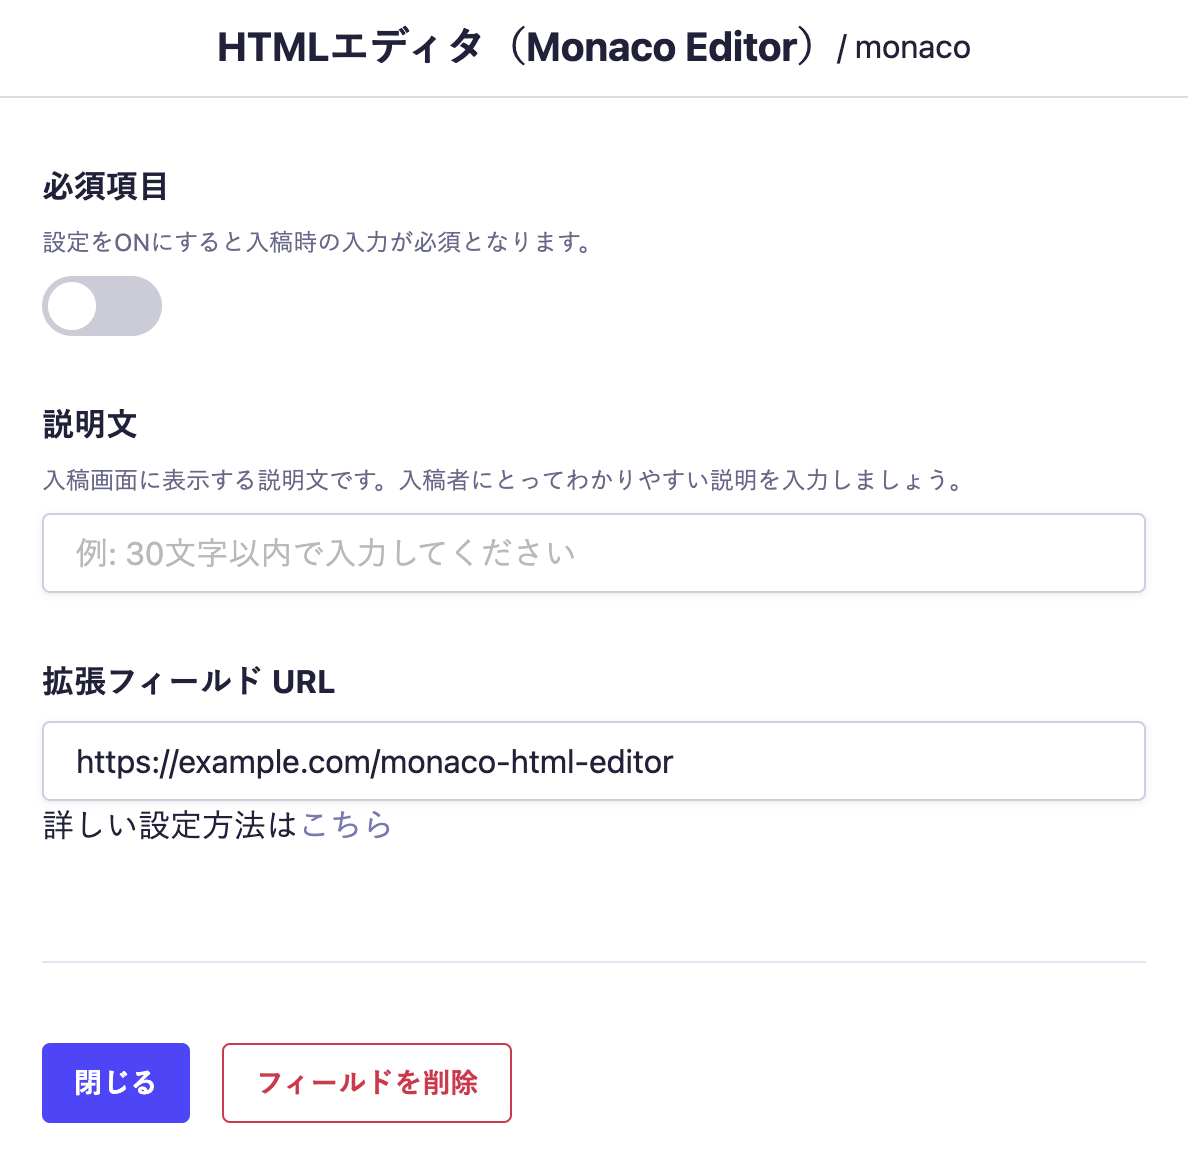 HTMLエディタ（Monaco Editor） / monaco
必須項目
設定をONにすると入稿時の入力が必須となります。
説明文
入稿画面に表示する説明文です。入稿者にとってわかりやすい説明を入力しましょう。
例: 30文字以内で入力してください
拡張フィールド URL
https://example.com/monaco-html-editor
詳しい設定方法はこちら
閉じる
フィールドを削除